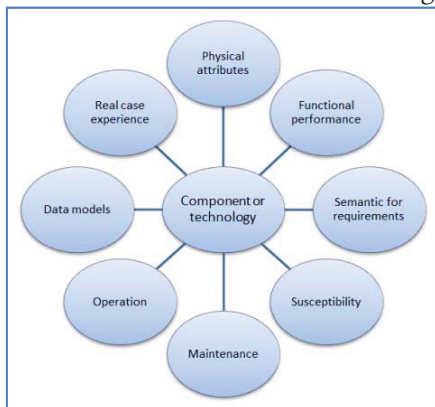 g
Physical
attributes
Real case
experience
Functional
performance
Data models
Component or
technology
Semantic for
requirements
Operation
Susceptibility
Maintenance